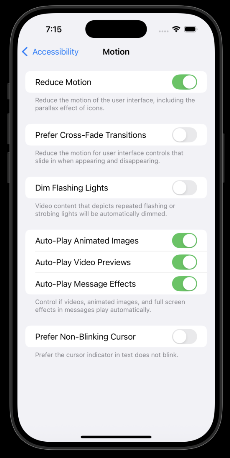 7:15
Accessibility
Motion
Reduce Motion
Reduce the motion of the user interface, including the
parallax effect of icons.
Prefer Cross-Fade Transitions
Reduce the motion for user interface controls that
slide in when appearing and disappearing.
Dim Flashing Lights
Video content that depicts repeated flashing or
strobing lights will be automatically dimmed.
Auto-Play Animated Images
Auto-Play Video Previews
Auto-Play Message Effects
Control if videos, animated images, and full screen
effects in messages play automatically.
Prefer Non-Blinking Cursor
Prefer the cursor indicator in text does not blink.